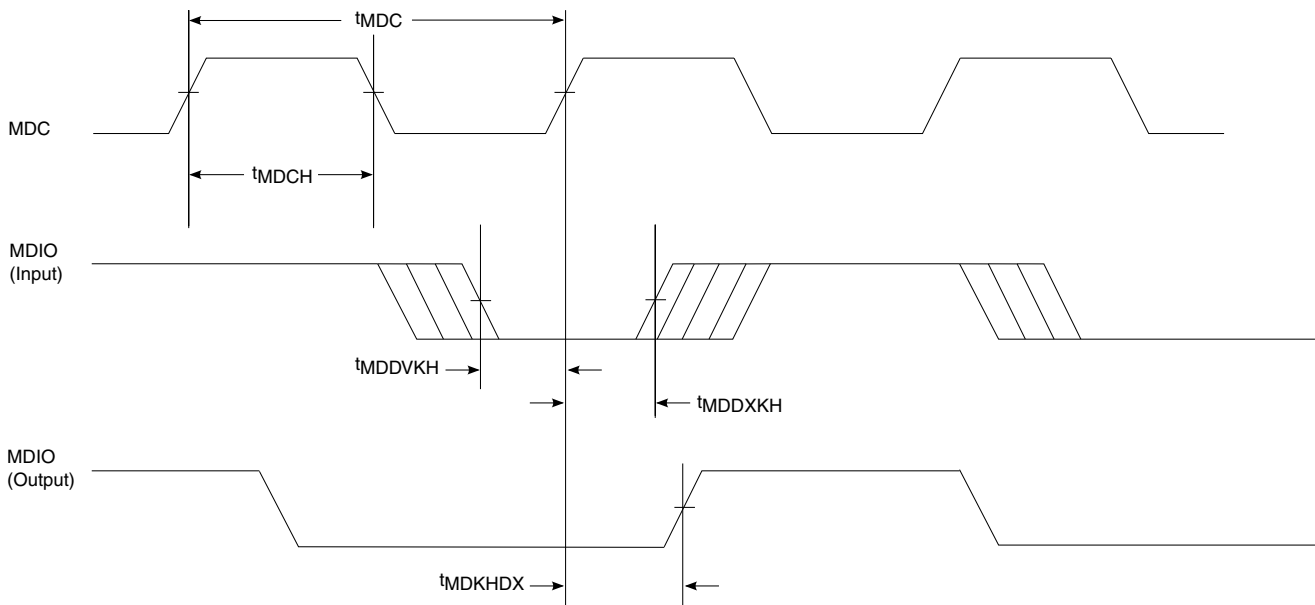 tMDC
MDC
tMDCH
MDIO
(Input)
tMDDVKH
tMDDXKH
MDIO
(Output)
tMDKHDX